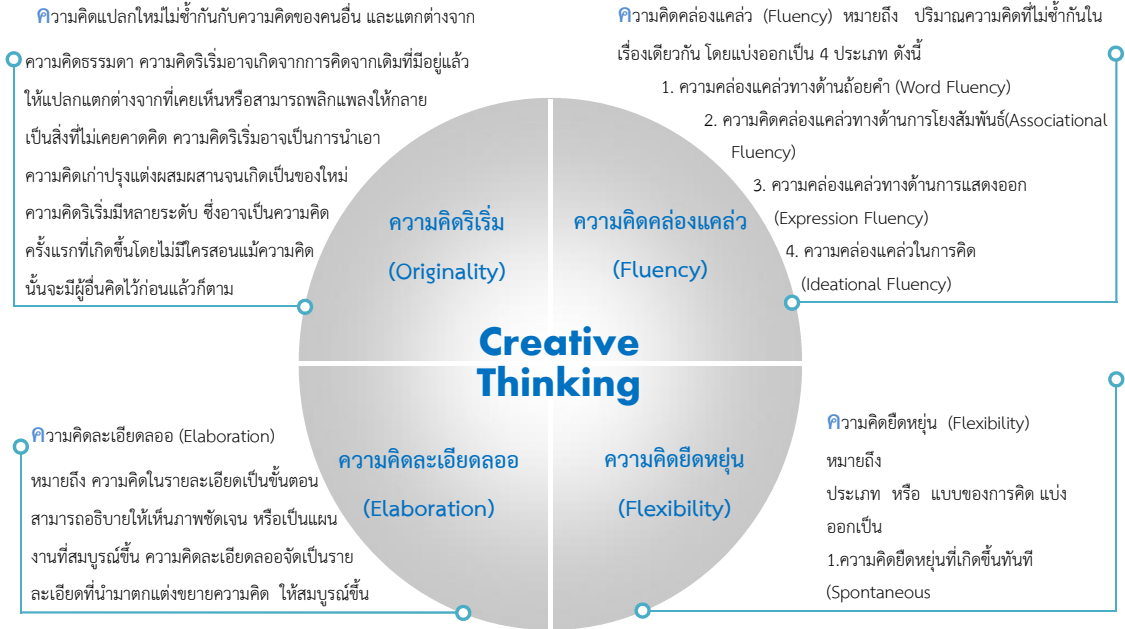 ความคิดแปลกใหม่ไม่ซ้ำกันกับความคิดของคนอื่น และแตกต่างจาก
ความคิดธรรมดา ความคิดริเริ่มอาจเกิดจากการคิดจากเดิมที่มีอยู่แล้ว
ให้แปลกแตกต่างจากที่เคยเห็นหรือสามารถพลิกแพลงให้กลาย
เป็นสิ่งที่ไม่เคยคาดคิด ความคิดริเริ่มอาจเป็นการนำเอา
ความคิดเก่าปรุงแต่งผสมผสานจนเกิดเป็นของใหม่
ความคิดริเริ่มมีหลายระดับ ซึ่งอาจเป็นความคิด
ครั้งแรกที่เกิดขึ้นโดยไม่มีใครสอนแม้ความคิด
นั้นจะมีผู้อื่นคิดไว้ก่อนแล้วก็ตาม
ความคิดคล่องแคล่ว (Fluency) หมายถึง ปริมาณความคิดที่ไม่ซ้ำกันใน
เรื่องเดียวกัน โดยแบ่งออกเป็น 4 ประเภท ดังนี้
1. ความคล่องแคล่วทางด้านถ้อยคำ (Word Fluency)
2. ความคิดคล่องแคล่วทางด้านการโยงสัมพันธ์(Associational
Fluency)
3. ความคล่องแคล่วทางด้านการแสดงออก
(Expression Fluency)
4. ความคล่องแคล่วในการคิด
(Ideational Fluency)
ความคิดริเริ่ม
(Originality)
ความคิดคล่องแคล่ว
(Fluency)
Creative
Thinking
ความคิดละเอียดลออ
(Elaboration)
ความคิดยืดหยุ่น
(Flexibility)
ความคิดละเอียดลออ (Elaboration)
หมายถึง ความคิดในรายละเอียดเป็นขั้นตอน
สามารถอธิบายให้เห็นภาพชัดเจน หรือเป็นแผน
งานที่สมบูรณ์ขึ้น ความคิดละเอียดลออจัดเป็นราย
ละเอียดที่นำมาตกแต่งขยายความคิด ให้สมบูรณ์ขึ้น
ความคิดยืดหยุ่น (Flexibility)
หมายถึง
ประเภท หรือ แบบของการคิด แบ่ง
ออกเป็น
1.ความคิดยืดหยุ่นที่เกิดขึ้นทันที
(Spontaneous